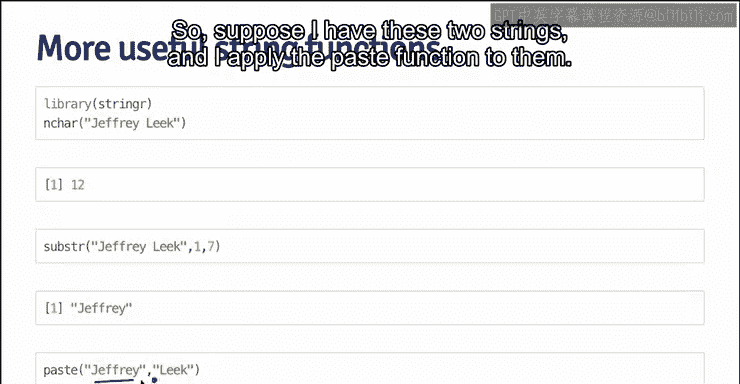 So, suppose I have these two strings,
and I apply the paste function to them.
More useful string functions
library(stringr)
nchar("Jeffrey Leek")
[1] 12
substr("Jeffrey Leek",1,7)
[1] "Jeffrey"
paste("Jeffrey","Leek")